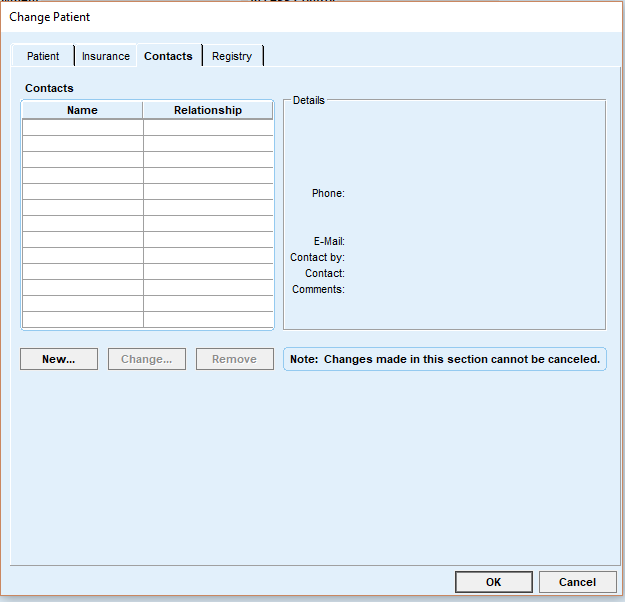 Change Patient
Patient Insurance Contacts Registry
Contacts
Name Relationship
Details
Phone:
E-Mail:
Contact by:
Contact:
Comments:
New... Change... Remove
Note: Changes made in this section cannot be canceled.
OK Cancel